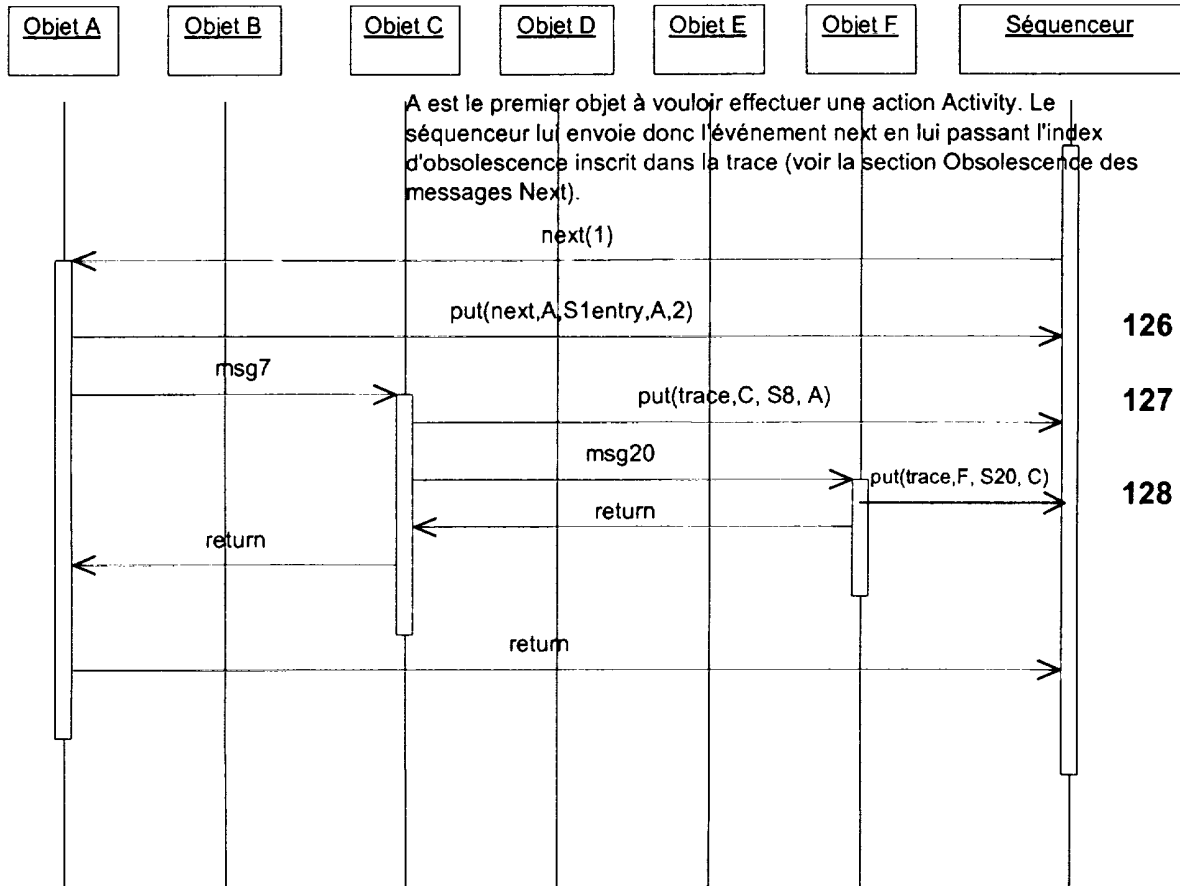 Objet A
Objet B
Objet C
Objet D
Objet E
Objet F
Séquenceur
A est le premier objet à vouloir effectuer une action Activity. Le
séquenceur lui envoie donc l'événement next en lui passant l'index
d'obsolescence inscrit dans la trace (voir la section Obsolescence des
messages Next).
next(1)
put(next,A,S1entry,A,2)
126
msg7
put(trace,C, S8, A)
127
msg20
put(trace,F, S20, C)
128
return
return
return